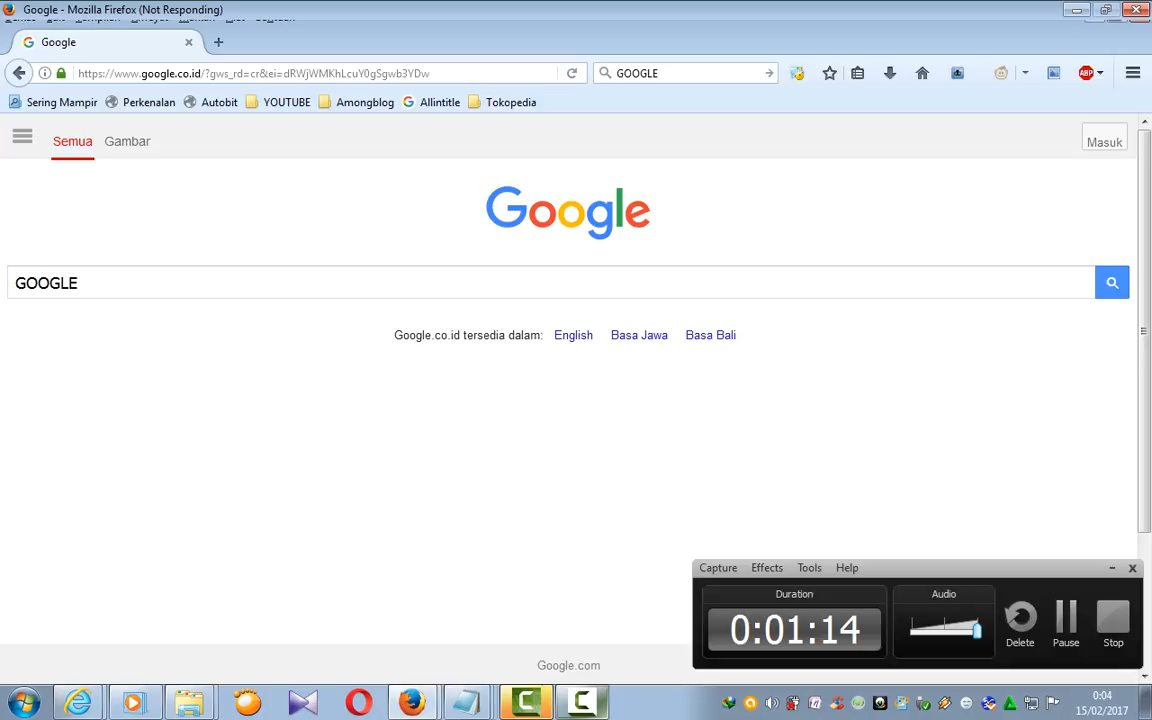 Google - Mozilla Firefox (Not Responding)
Google
https://www.google.co.id/?gws_rd=cr&ei=dRWjWMKhLcuY0gSgwb3YDw
GOOGLE
ABP
Sering Mampir
Perkenalan
Autobit
YOUTUBE
Amongblog
Allintitle
Tokopedia
Semua
Gambar
Masuk
Google
GOOGLE
Google.co.id tersedia dalam: English Basa Jawa Basa Bali
Capture Effects Tools Help
Duration
Audio
0:01:14
Delete
Pause
Stop
Google.com
0:04
15/02/2017